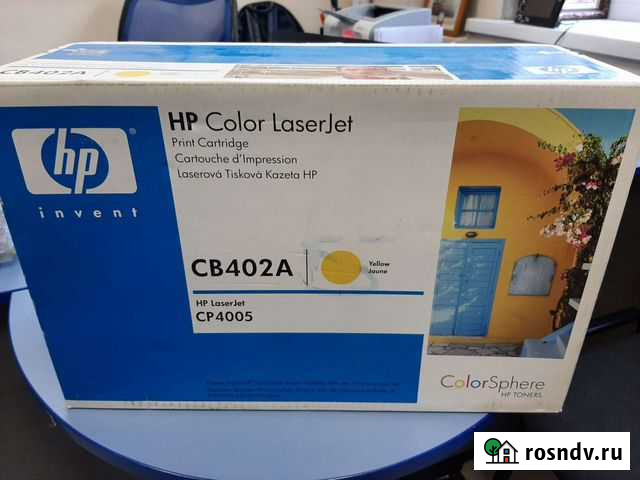 CB402A
hp
hp
invent
HP Color LaserJet
Print Cartridge
Cartouche d'Impression
Laserová Tisková Kazeta HP
CB402A
Yellow
Jaune
HP LaserJet
CP4005
ColorSphere
HP TONERS
rosndv.ru